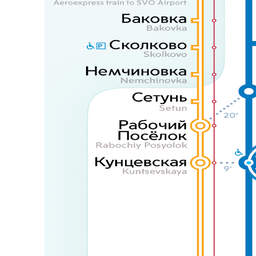 Aeroexpress train to SVO Airport
Баковка
Bakovka
Сколково
Skolkovo
Немчиновка
Nemchinovka
Сетунь
Setun
Рабочий
Посёлок
Rabochiy Posyolok
20'
Кунцевская
Kuntsevskaya
5'
9'